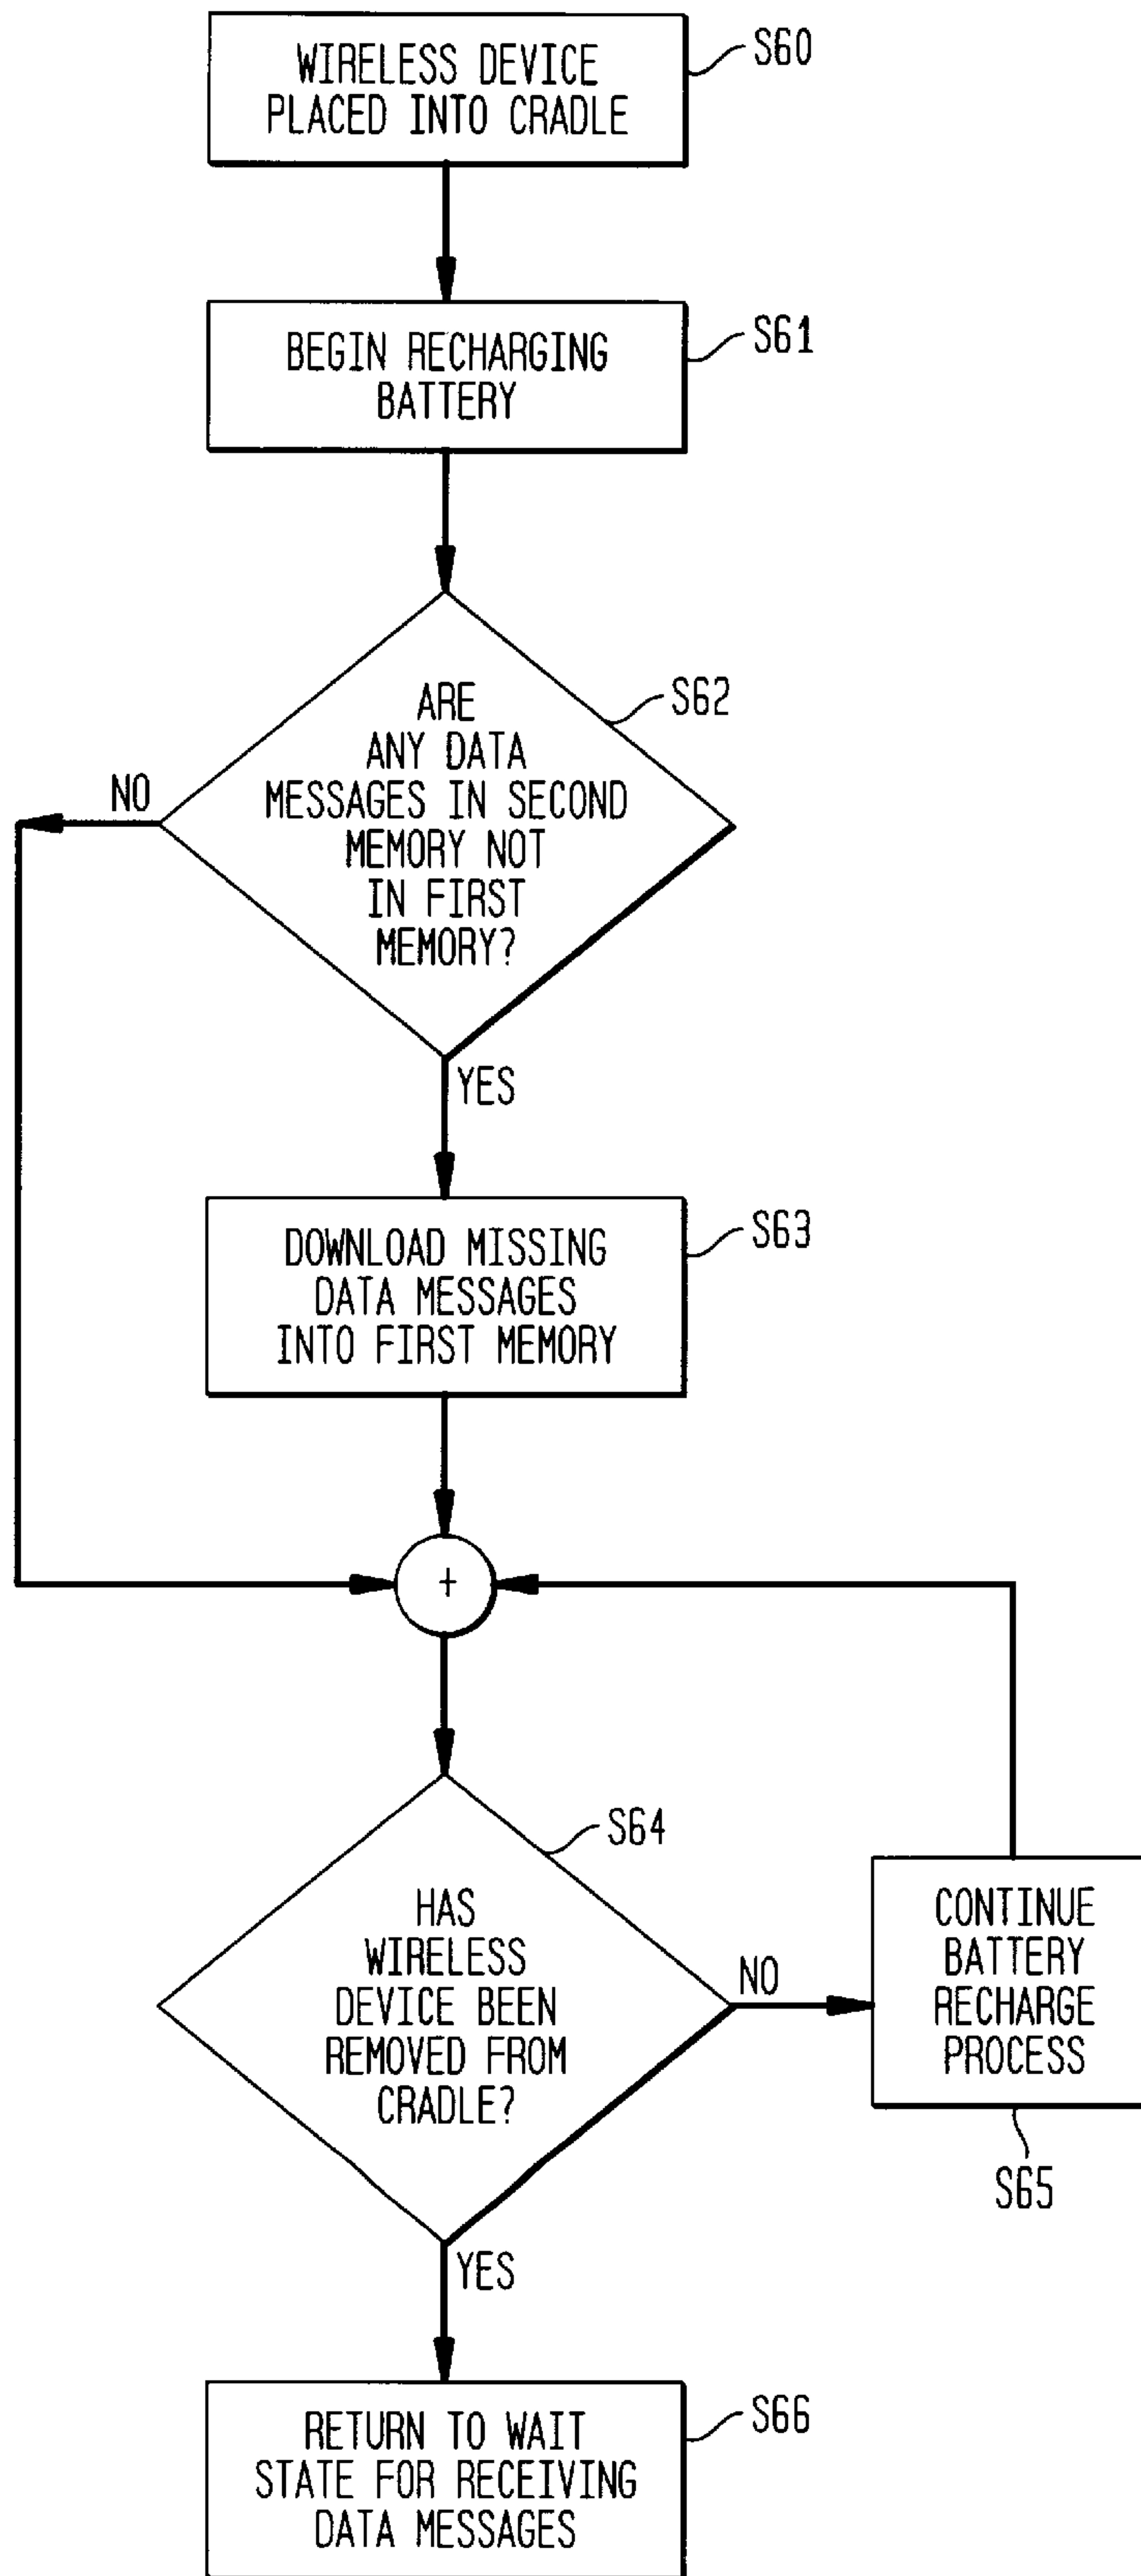 WIRELESS DEVICE
PLACED INTO CRADLE
S60
BEGIN RECHARGING
BATTERY
S61
ARE
ANY DATA
MESSAGES IN SECOND
MEMORY NOT
IN FIRST
MEMORY?
S62
NO
YES
DOWNLOAD MISSING
DATA MESSAGES
INTO FIRST MEMORY
S63
+
HAS
WIRELESS
DEVICE BEEN
REMOVED FROM
CRADLE?
S64
NO
CONTINUE
BATTERY
RECHARGE
PROCESS
S65
YES
RETURN TO WAIT
STATE FOR RECEIVING
DATA MESSAGES
S66